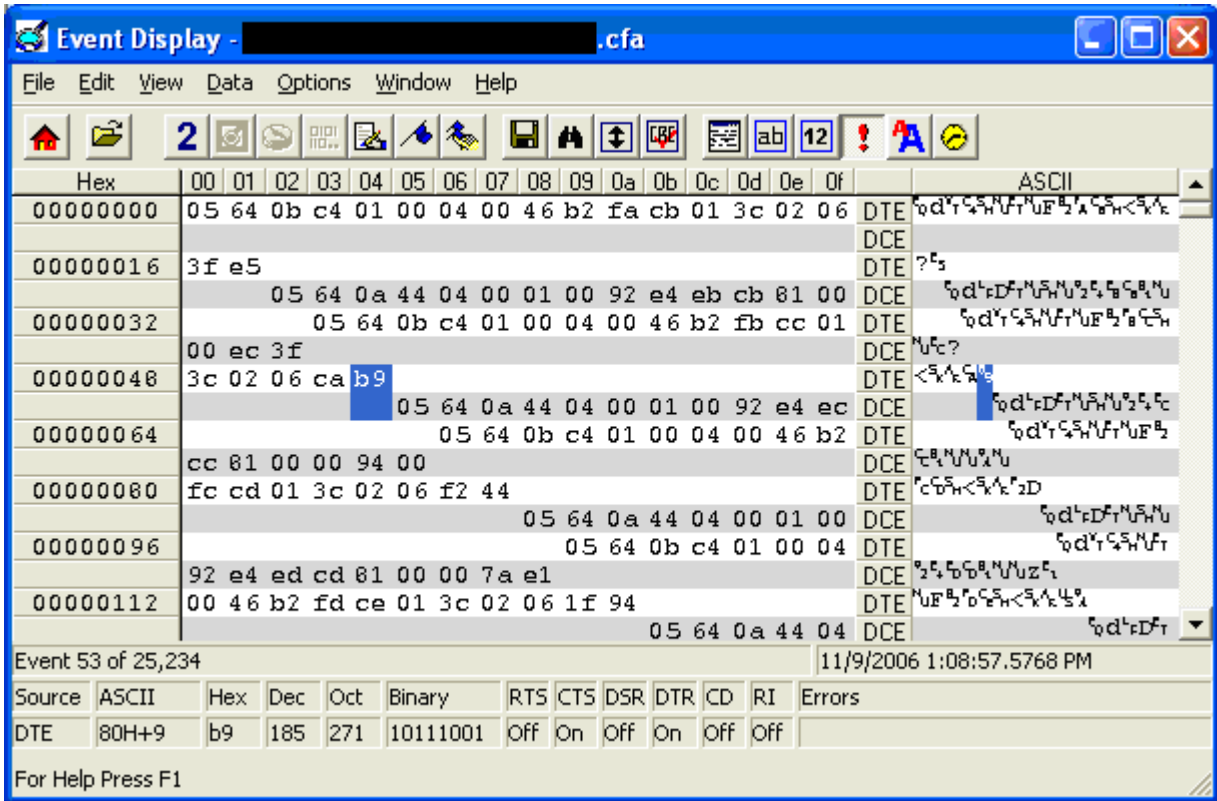 Event Display - .cfa
File Edit View Data Options Window Help
Hex 00 01 02 03 04 05 06 07 08 09 0a 0b 0c 0d 0e 0f ASCII
00000000 05 64 0b c4 01 00 04 00 46 b2 fa cb 01 3c 02 06 DTE
DCE
00000016 3f e5 DTE
05 64 0a 44 04 00 01 00 92 e4 eb cb 81 00 DCE
00000032 05 64 0b c4 01 00 04 00 46 b2 fb cc 01 DTE
00 ec 3f DCE
00000048 3c 02 06 ca b9 DTE
05 64 0a 44 04 00 01 00 92 e4 ec DCE
00000064 05 64 0b c4 01 00 04 00 46 b2 DTE
cc 81 00 00 94 00 DCE
00000080 fc cd 01 3c 02 06 f2 44 DTE
05 64 0a 44 04 00 01 00 DCE
00000096 05 64 0b c4 01 00 04 DTE
92 e4 ed cd 81 00 00 7a e1 DCE
00000112 00 46 b2 fd ce 01 3c 02 06 1f 94 DTE
05 64 0a 44 04 DCE
Event 53 of 25,234 11/9/2006 1:08:57.5768 PM
Source ASCII Hex Dec Oct Binary RTS CTS DSR DTR CD RI Errors
DTE 80H+9 b9 185 271 10111001 Off On Off On Off Off
For Help Press F1